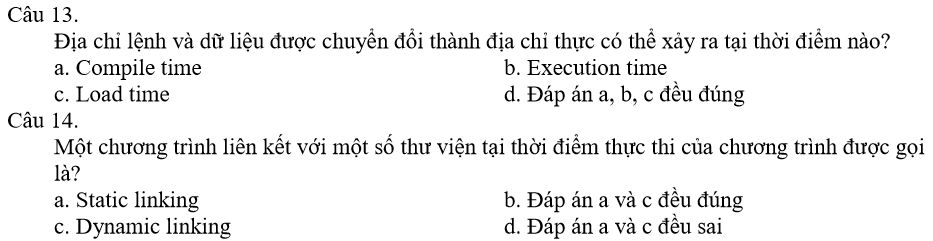 Câu 13.
Địa chỉ lệnh và dữ liệu được chuyển đổi thành địa chỉ thực có thể xảy ra tại thời điểm nào?
a. Compile time b. Execution time
c. Load time d. Đáp án a, b, c đều đúng
Câu 14.
Một chương trình liên kết với một số thư viện tại thời điểm thực thi của chương trình được gọi
là?
a. Static linking b. Đáp án a và c đều đúng
c. Dynamic linking d. Đáp án a và c đều sai